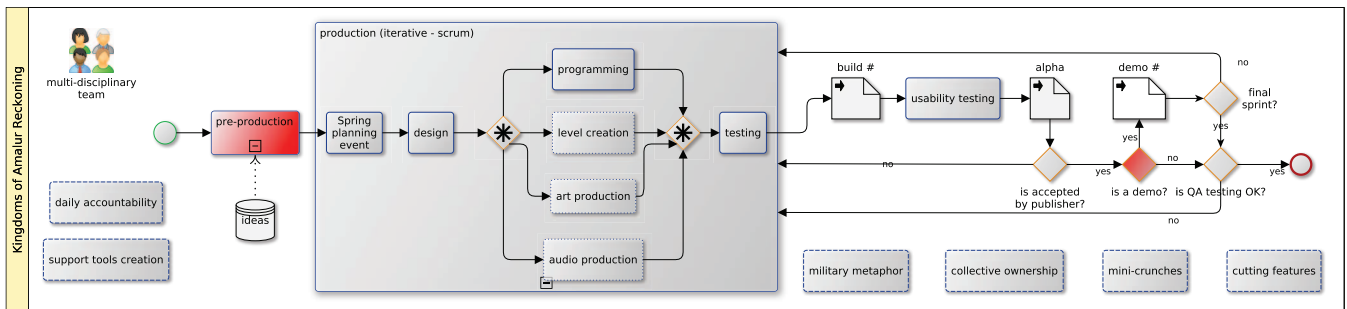 Kingdoms of Amalur Reckoning
multi-disciplinary
team
pre-production
ideas
daily accountability
support tools creation
production (iterative - scrum)
Spring
planning
event
design
programming
level creation
art production
audio production
testing
build #
usability testing
alpha
demo #
no
final
sprint?
yes
yes
no
yes
no
yes
is accepted
by publisher?
is a demo?
is QA testing OK?
no
military metaphor
collective ownership
mini-crunches
cutting features